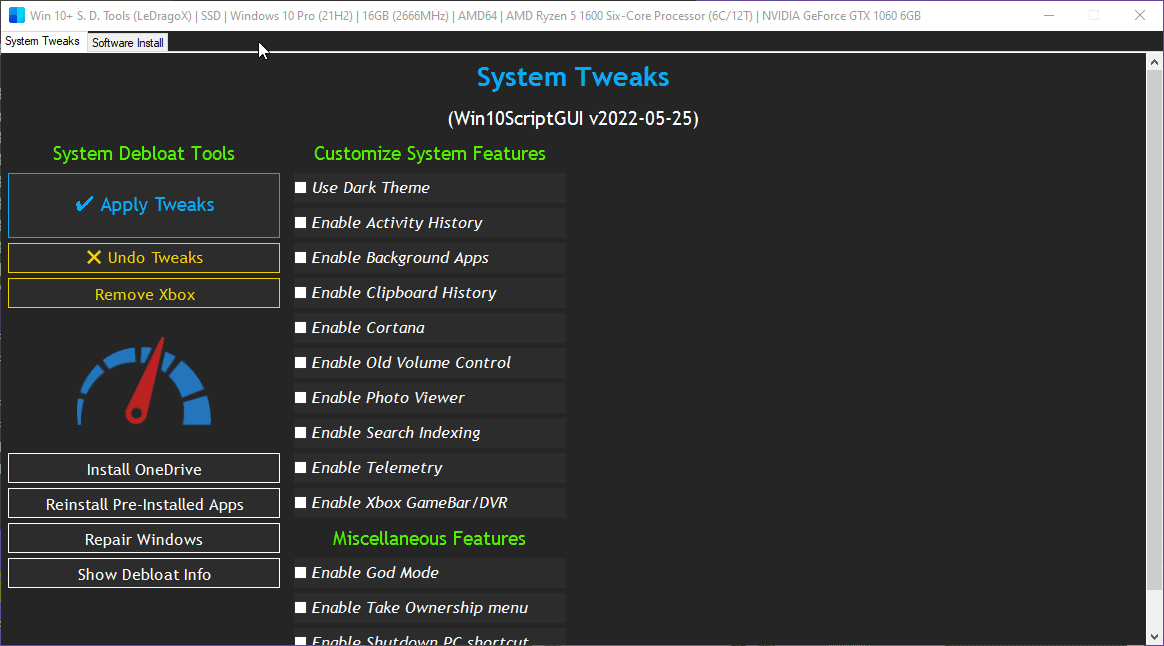 Win 10+ S. D. Tools (LeDragoX) | SSD | Windows 10 Pro (21H2) | 16GB (2666MHz) | AMD64 | AMD Ryzen 5 1600 Six-Core Processor (6C/12T) | NVIDIA GeForce GTX 1060 6GB
System Tweaks
Software Install
System Tweaks
(Win10ScriptGUI v2022-05-25)
System Debloat Tools
✔ Apply Tweaks
❌ Undo Tweaks
Remove Xbox
Install OneDrive
Reinstall Pre-Installed Apps
Repair Windows
Show Debloat Info
Customize System Features
Use Dark Theme
Enable Activity History
Enable Background Apps
Enable Clipboard History
Enable Cortana
Enable Old Volume Control
Enable Photo Viewer
Enable Search Indexing
Enable Telemetry
Enable Xbox GameBar/DVR
Miscellaneous Features
Enable God Mode
Enable Take Ownership menu
Enable Shutdown PC shortcut